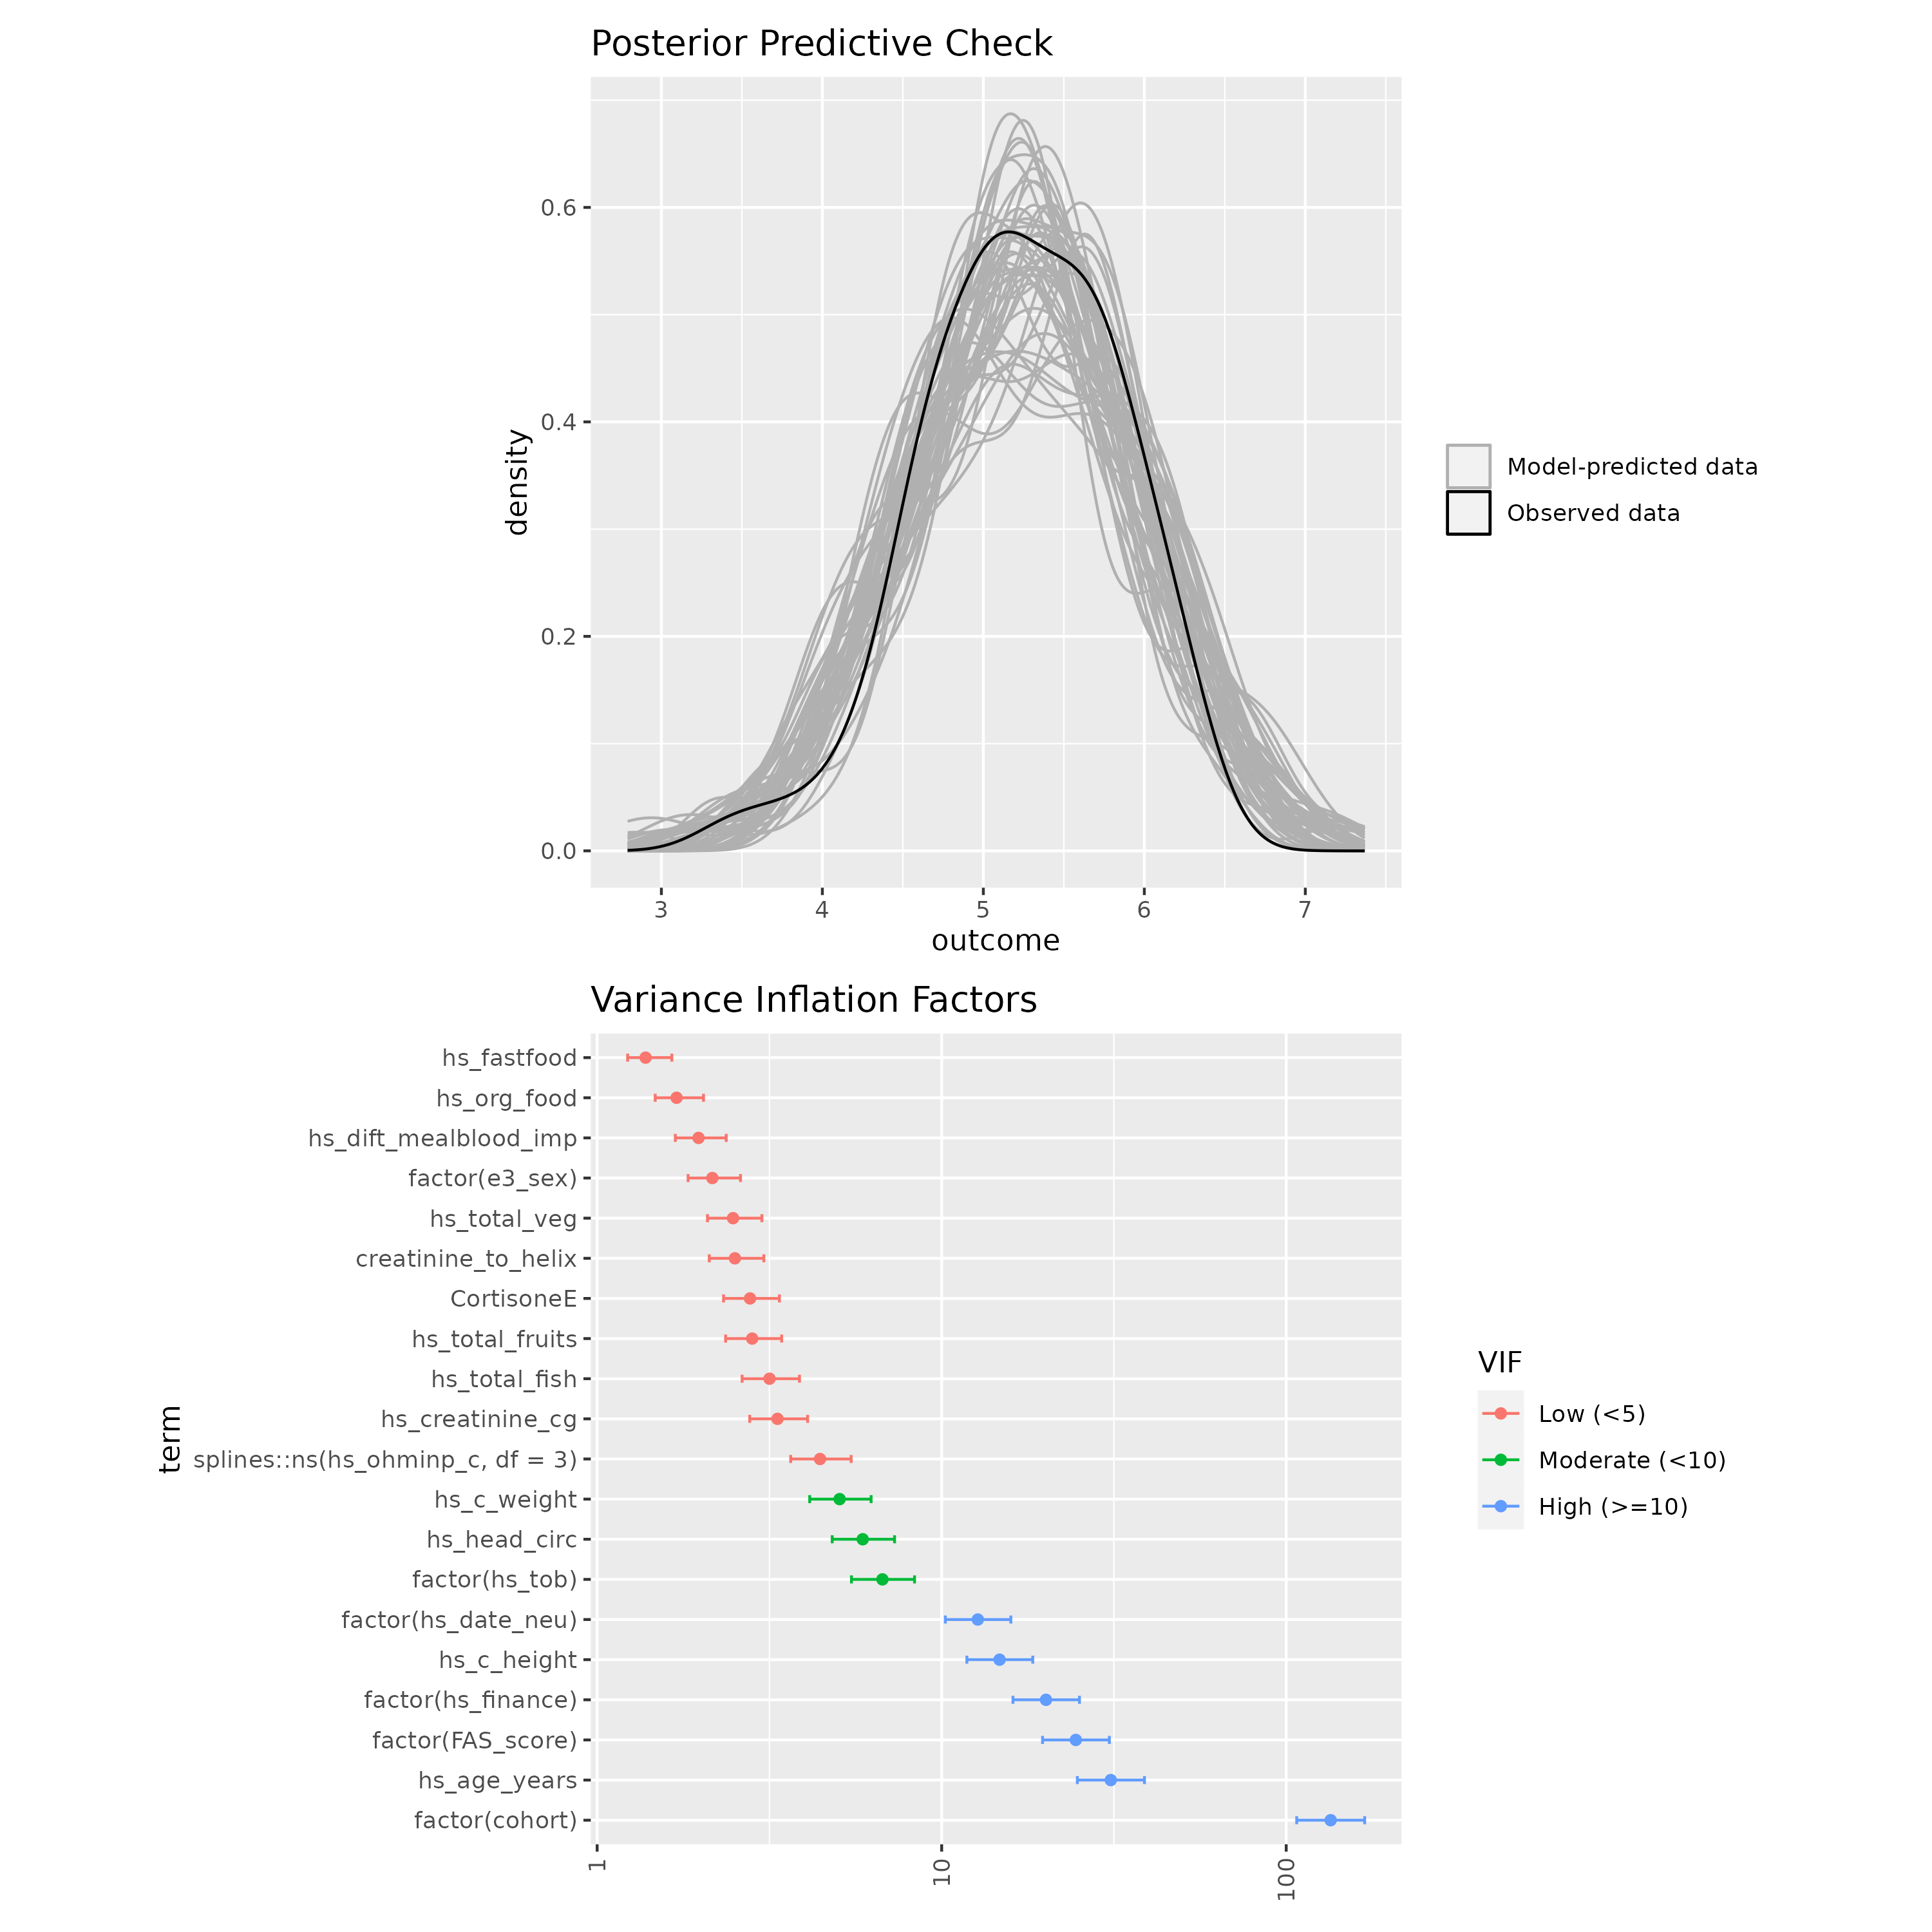 Posterior Predictive Check
density
0.6
0.4
0.2
0.0
3 4 5 6 7
outcome
Model-predicted data
Observed data
Variance Inflation Factors
term
hs_fastfood
hs_org_food
hs_dift_mealblood_imp
factor(e3_sex)
hs_total_veg
creatinine_to_helix
CortisoneE
hs_total_fruits
hs_total_fish
hs_creatinine_cg
splines::ns(hs_ohminp_c, df = 3)
hs_c_weight
hs_head_circ
factor(hs_tob)
factor(hs_date_neu)
hs_c_height
factor(hs_finance)
factor(FAS_score)
hs_age_years
factor(cohort)
1 10 100
VIF
Low (<5)
Moderate (<10)
High (>=10)